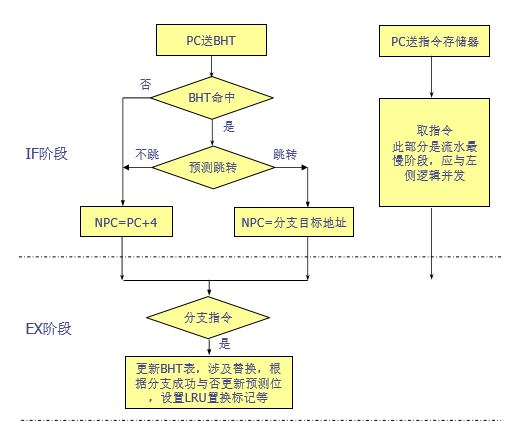 PC送BHT
PC送指令存储器
否
BHT命中
是
取指令
此部分是流水最
慢阶段，应与左
侧逻辑并发
IF阶段
不跳
预测跳转
跳转
NPC=PC+4
NPC=分支目标地址
EX阶段
分支指令
是
更新BHT表，涉及替换，根
据分支成功与否更新预测位
，设置LRU置换标记等